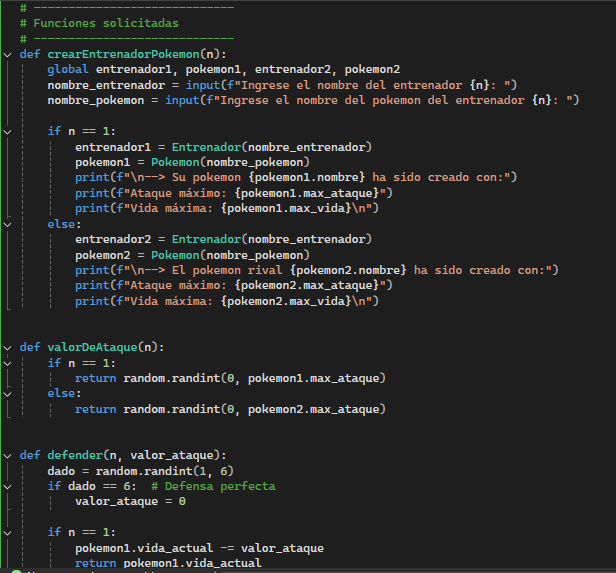 # -----------------------------
# Funciones solicitadas
# -----------------------------
def crearEntrenadorPokemon(n):
    global entrenador1, pokemon1, entrenador2, pokemon2
    nombre_entrenador = input(f"Ingrese el nombre del entrenador {n}: ")
    nombre_pokemon = input(f"Ingrese el nombre del pokemon del entrenador {n}: ")
    if n == 1:
        entrenador1 = Entrenador(nombre_entrenador)
        pokemon1 = Pokemon(nombre_pokemon)
        print(f"\n--> Su pokemon {pokemon1.nombre} ha sido creado con:")
        print(f"Ataque máximo: {pokemon1.max_ataque}")
        print(f"Vida máxima: {pokemon1.max_vida}\n")
    else:
        entrenador2 = Entrenador(nombre_entrenador)
        pokemon2 = Pokemon(nombre_pokemon)
        print(f"\n--> El pokemon rival {pokemon2.nombre} ha sido creado con:")
        print(f"Ataque máximo: {pokemon2.max_ataque}")
        print(f"Vida máxima: {pokemon2.max_vida}\n")
def valorDeAtaque(n):
    if n == 1:
        return random.randint(0, pokemon1.max_ataque)
    else:
        return random.randint(0, pokemon2.max_ataque)
def defender(n, valor_ataque):
    dado = random.randint(1, 6)
    if dado == 6:  # Defensa perfecta
        valor_ataque = 0
    if n == 1:
        pokemon1.vida_actual -= valor_ataque
        return pokemon1.vida_actual